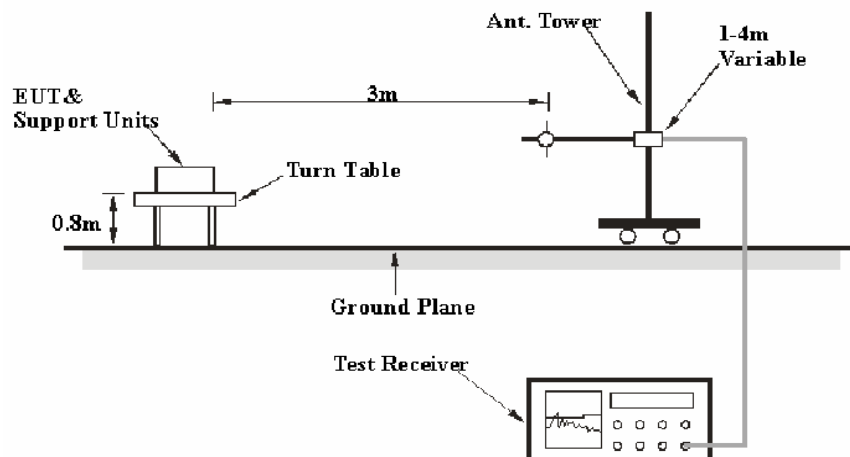 Ant. Tower
1-4m
Variable
3m
EUT&
Support Units
Turn Table
0.8m
Ground Plane
Test Receiver